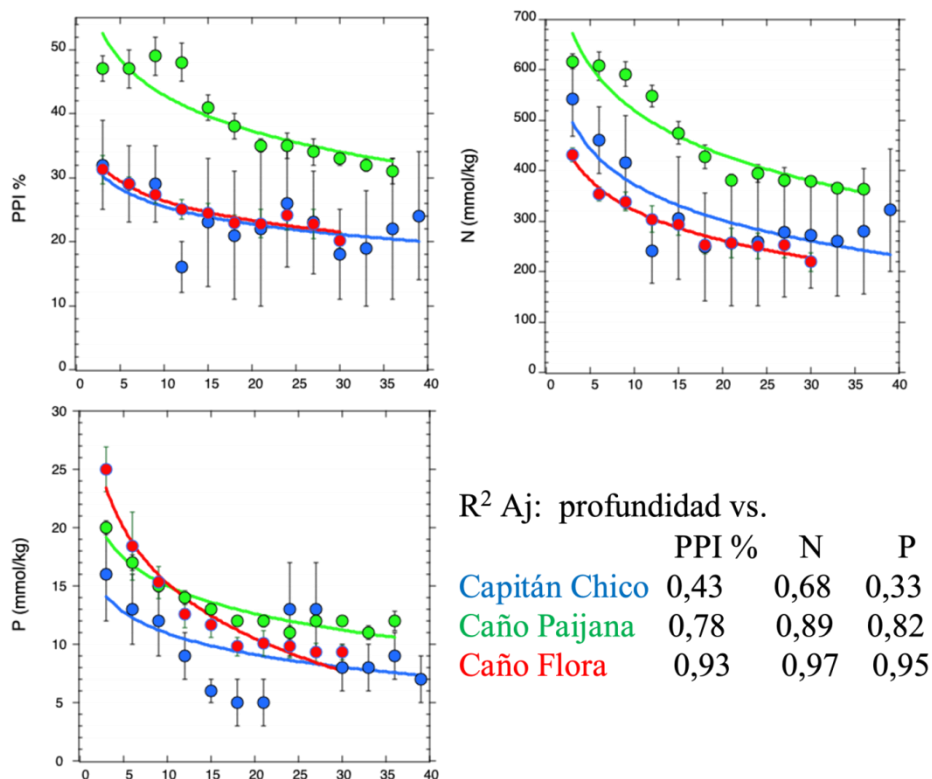 PPI %
50
40
30
20
10
0
0 5 10 15 20 25 30 35 40
N (mmol/kg)
700
600
500
400
300
200
100
0
0 5 10 15 20 25 30 35 40
P (mmol/kg)
30
25
20
15
10
5
0
0 5 10 15 20 25 30 35 40
R² Aj: profundidad vs.
PPI % N P
Capitán Chico 0,43 0,68 0,33
Caño Paijana 0,78 0,89 0,82
Caño Flora 0,93 0,97 0,95